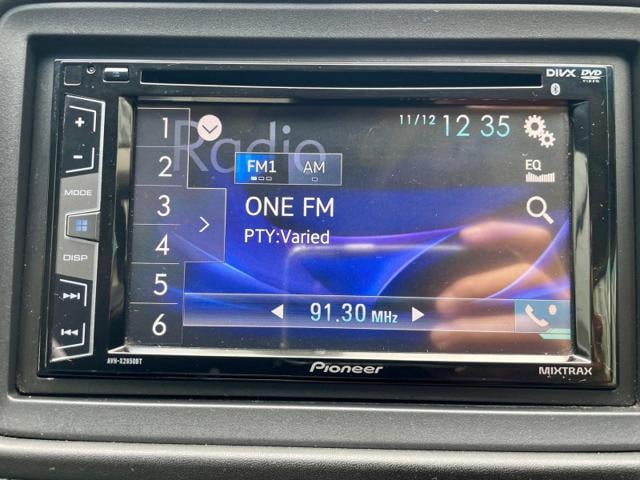 DIVX DVD VIDEO
Radio
11/12 12 35
1
2
3
4
5
6
+
-
MODE
DISP
FM1 AM
EQ
ONE FM
PTY:Varied
91.30 MHz
AVH-X2850BT
Pioneer
MIXTRAX